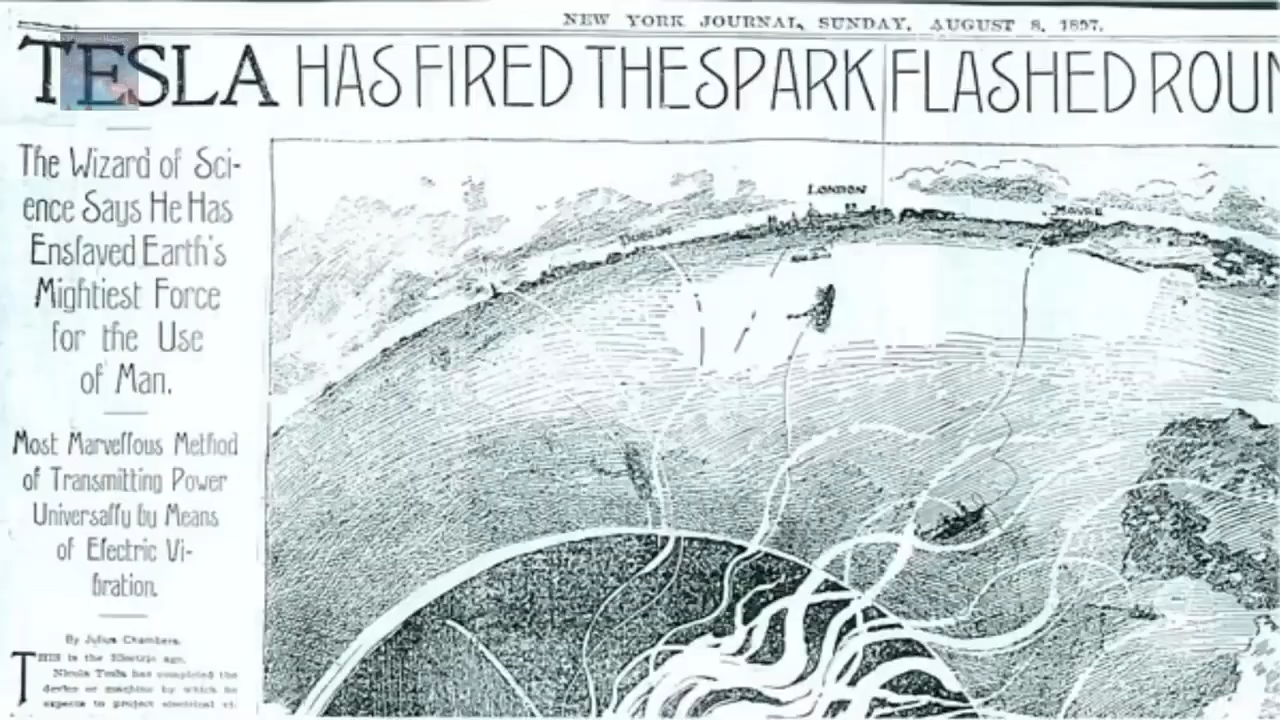 NEW YORK JOURNAL, SUNDAY, AUGUST 8, 1897.
TESLA HAS FIRED THE SPARK FLASHED ROUN
The Wizard of Sci-
ence Says He Has
Enslaved Earth's
Mightiest Force
for the Use
of Man.
Most Marvellous Method
of Transmitting Power
Universally by Means
of Electric Vi-
bration.
By Julius Chambers.
THIS is the Electric age.
Nicola Tesla has completed the
device or machine by which he
expects to project electrical vi-
LONDON
HAVRE